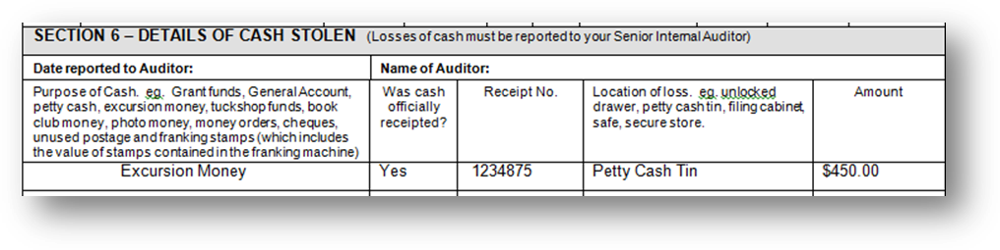 SECTION 6 – DETAILS OF CASH STOLEN (Losses of cash must be reported to your Senior Internal Auditor)
Date reported to Auditor: Name of Auditor:
Purpose of Cash. eg. Grant funds, General Account,
petty cash, excursion money, tuckshop funds, book
club money, photo money, money orders, cheques,
unused postage and franking stamps (which includes
the value of stamps contained in the franking machine)
Was cash
officially
receipted?
Receipt No.
Location of loss. eg. unlocked
drawer, petty cash tin, filing cabinet,
safe, secure store.
Amount
Excursion Money Yes 1234875 Petty Cash Tin $450.00